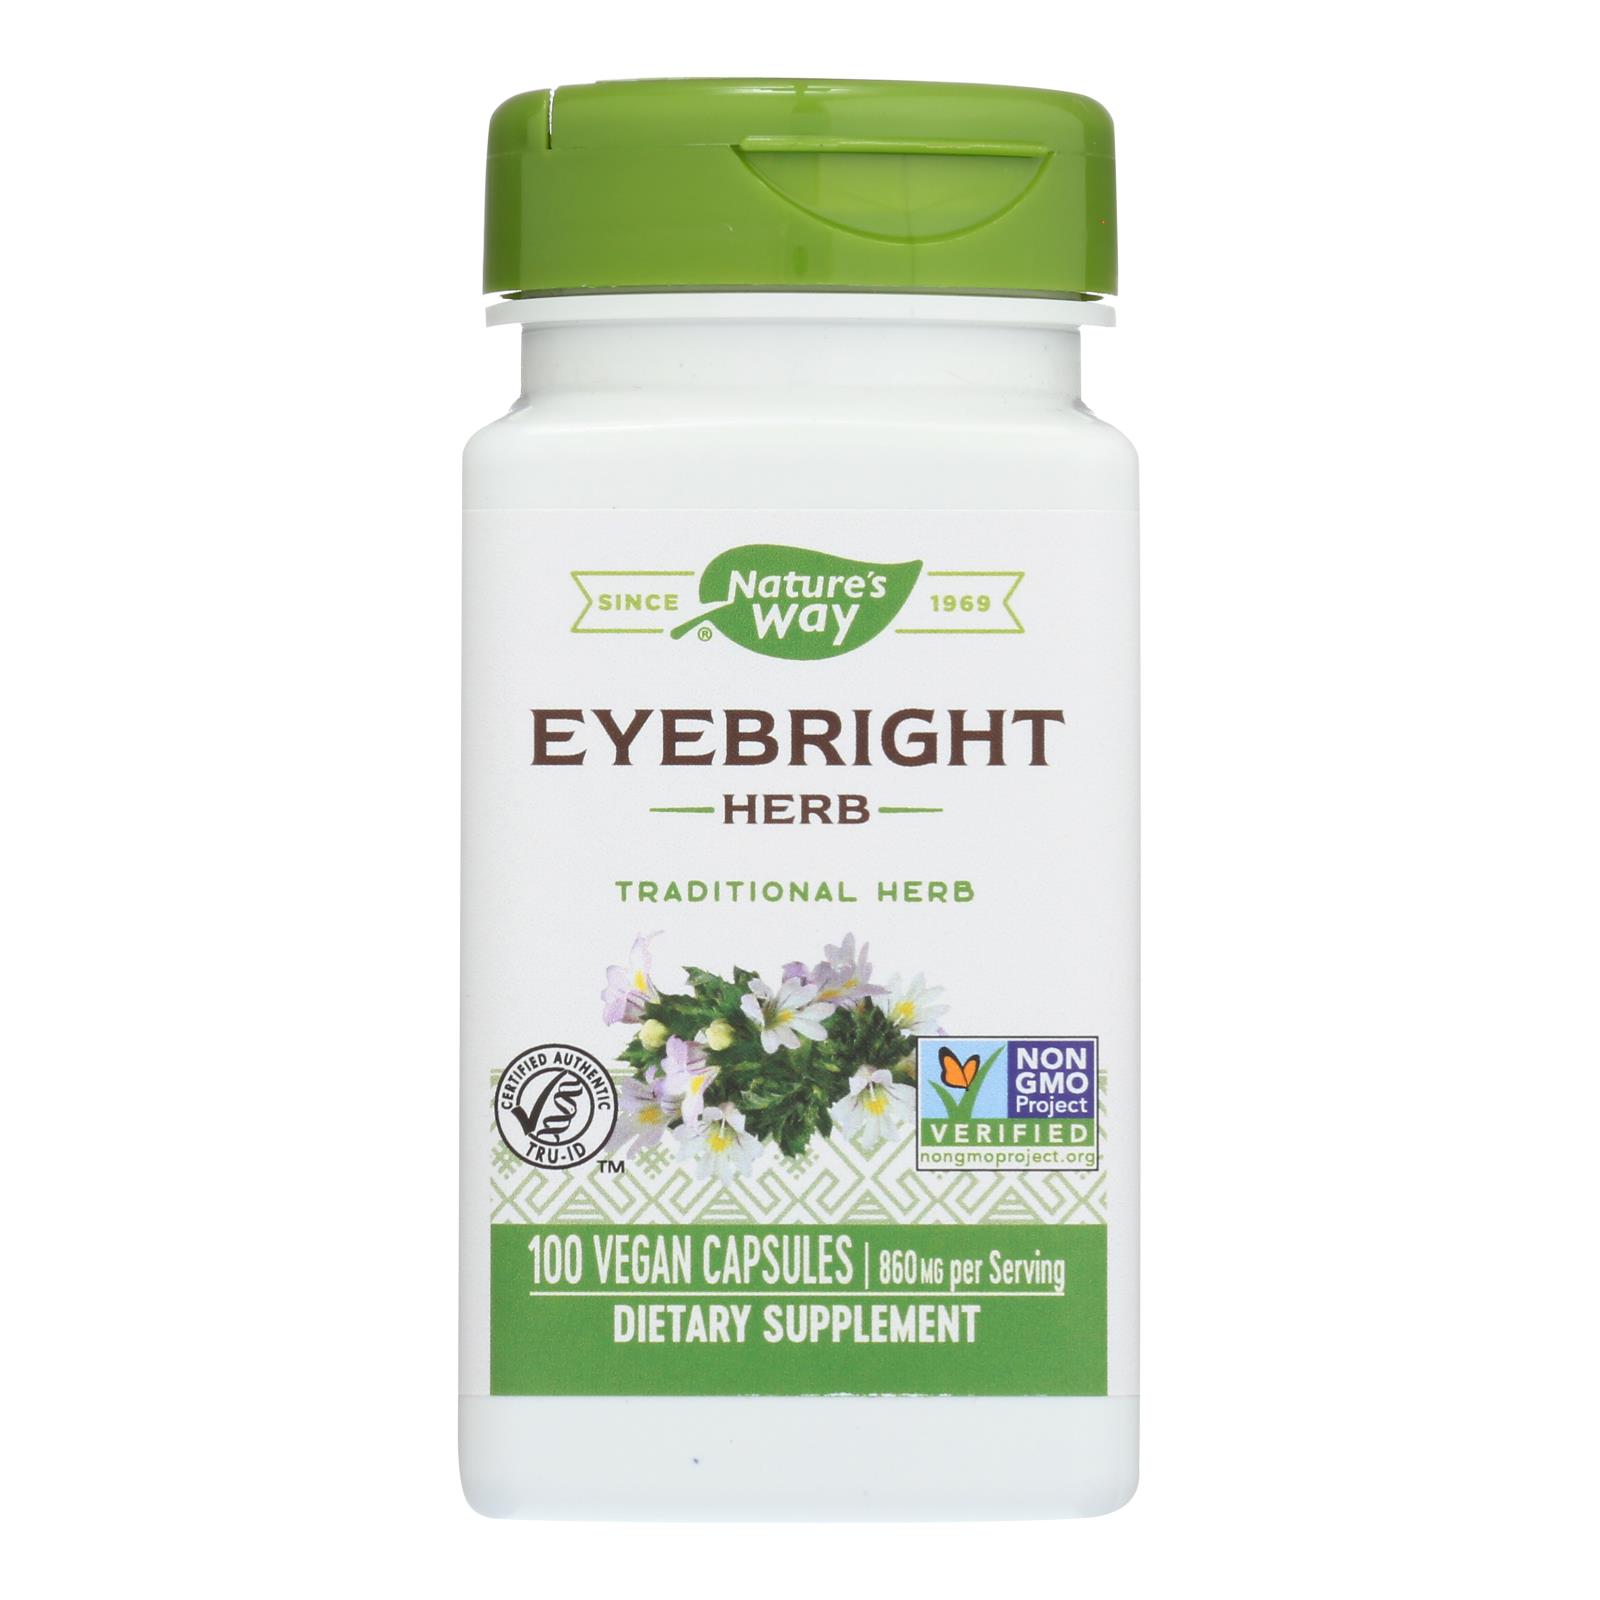 SINCE Nature's Way ® 1969
EYEBRIGHT
HERB
TRADITIONAL HERB
CERTIFIED AUTHENTIC
TRU-ID
™
NON
GMO
Project
VERIFIED
nongmoproject.org
100 VEGAN CAPSULES | 860 MG per Serving
DIETARY SUPPLEMENT